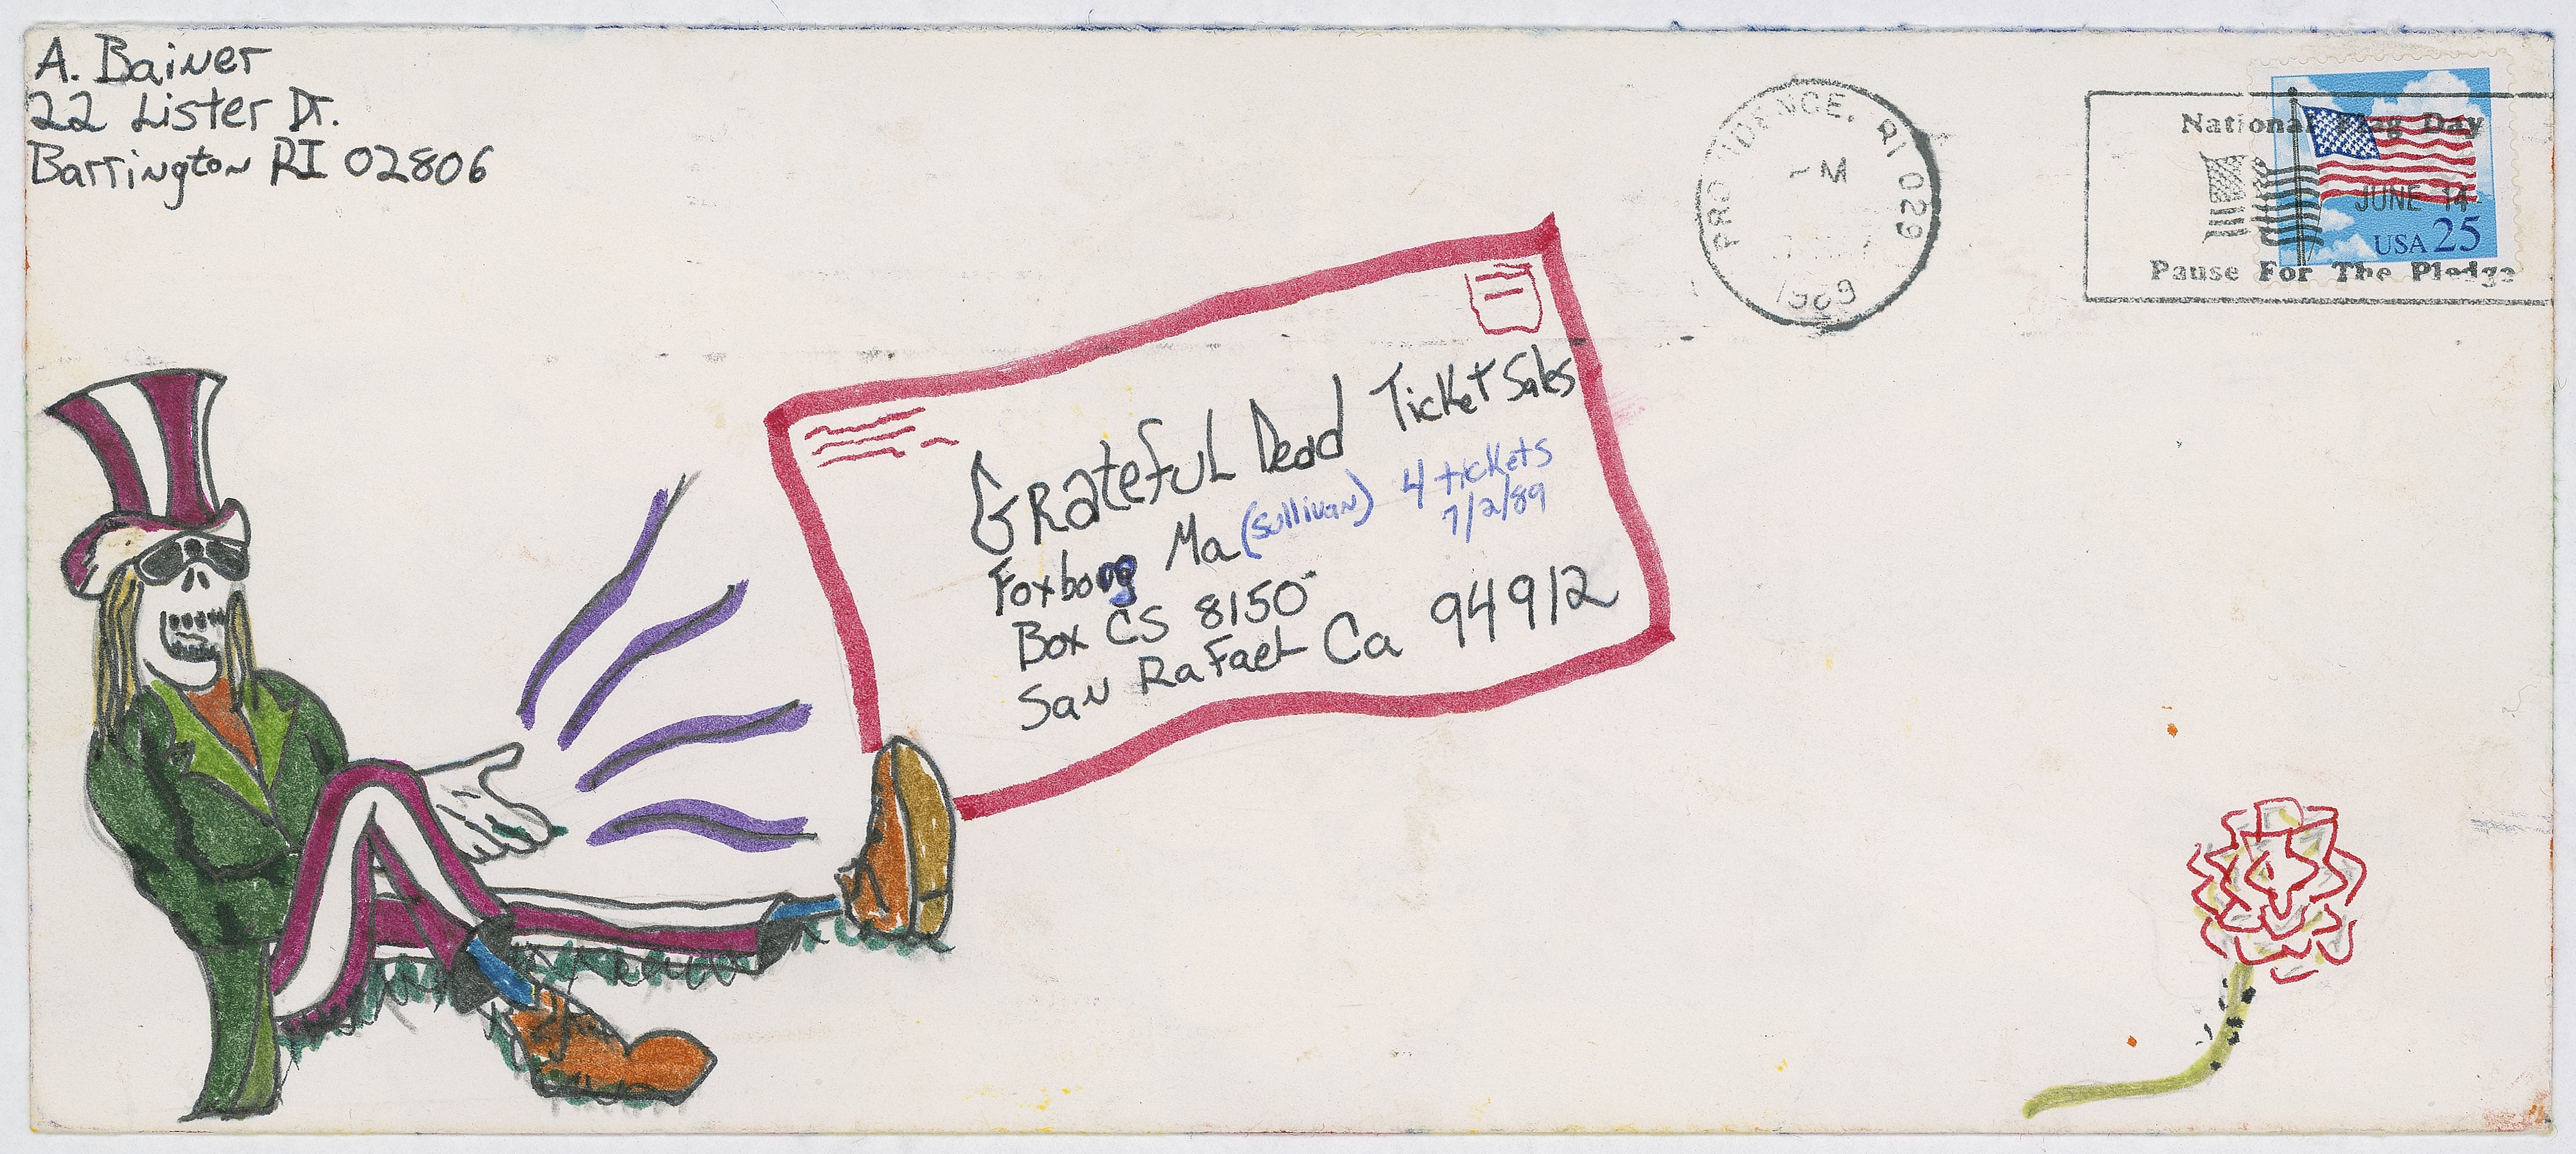 A. Bainer
22 Lister Dr.
Barrington RI 02806
PROVIDENCE, RI 029
PM
1989
National Flag Day
JUNE 14
USA 25
Pause For The Pledge
Grateful Dead Ticket Sales
4 tickets
Ma (Sullivan)
7/2/89
Box CS 8150
San Rafael Ca 94912